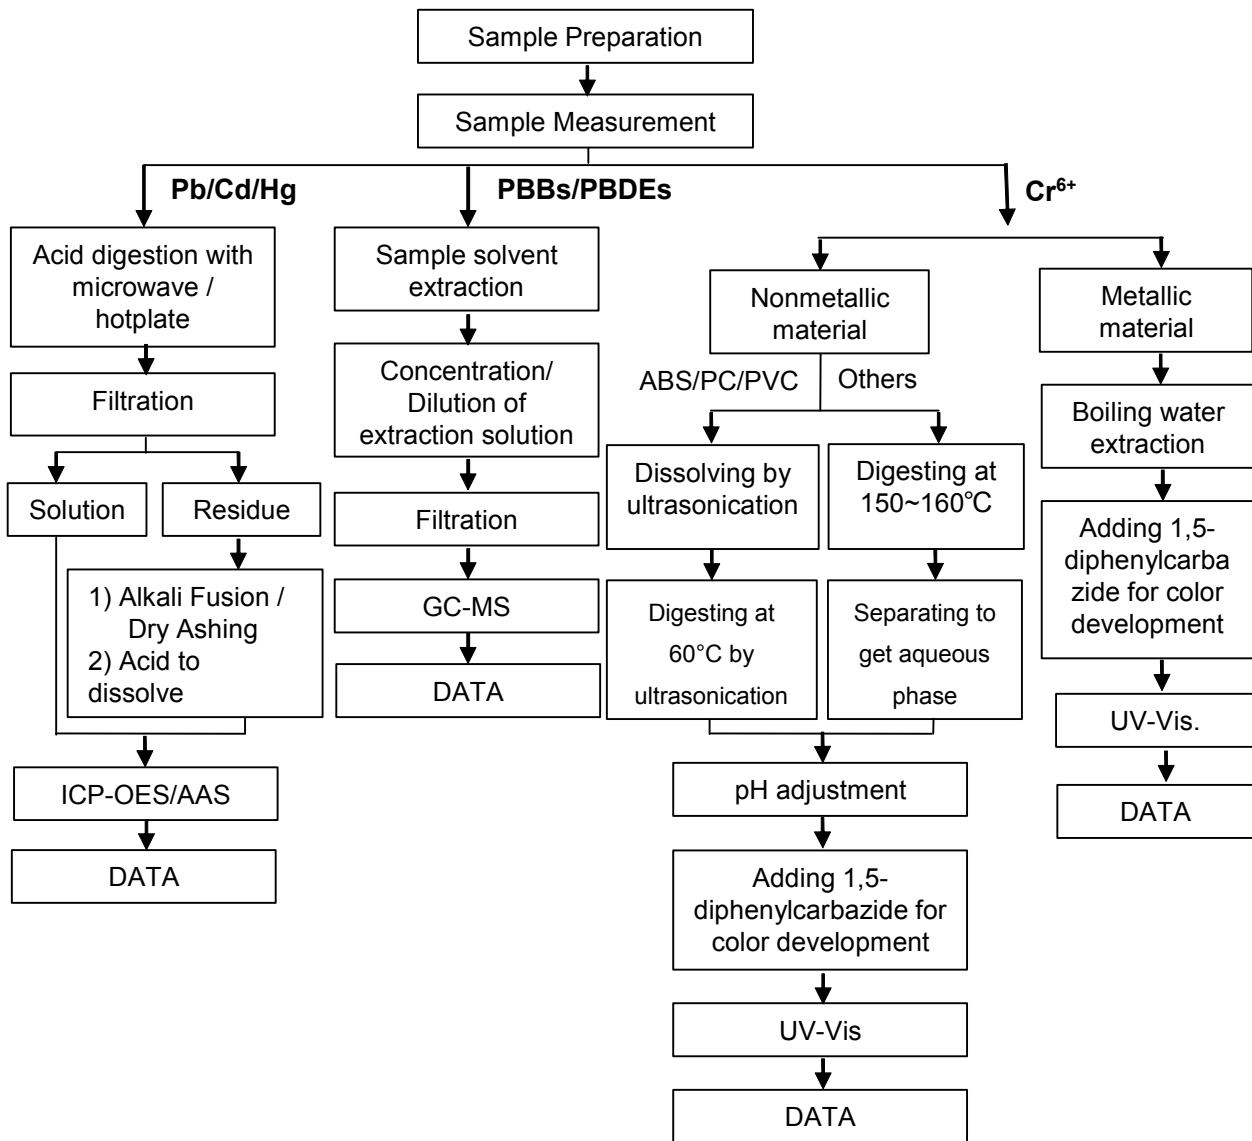 Sample Preparation
Sample Measurement
Pb/Cd/Hg
PBBs/PBDEs
Cr⁶⁺
Acid digestion with
microwave /
hotplate
Filtration
Solution
Residue
1) Alkali Fusion /
Dry Ashing
2) Acid to
dissolve
ICP-OES/AAS
DATA
Sample solvent
extraction
Concentration/
Dilution of
extraction solution
Filtration
GC-MS
DATA
Nonmetallic
material
ABS/PC/PVC
Others
Dissolving by
ultrasonication
Digesting at
60°C by
ultrasonication
Digesting at
150~160℃
Separating to
get aqueous
phase
pH adjustment
Adding 1,5-
diphenylcarbazide for
color development
UV-Vis
DATA
Metallic
material
Boiling water
extraction
Adding 1,5-
diphenylcarba
zide for color
development
UV-Vis.
DATA